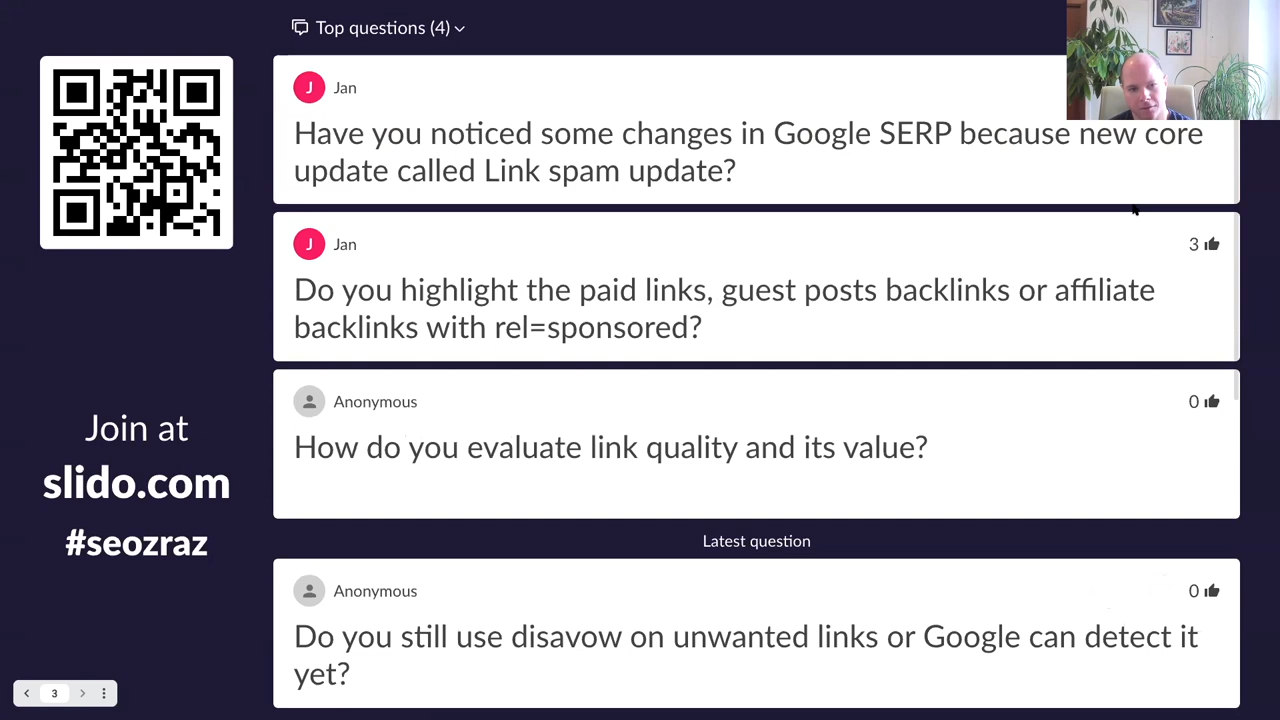 Top questions (4)
J Jan
Have you noticed some changes in Google SERP because new core
update called Link spam update?
J Jan
3
Do you highlight the paid links, guest posts backlinks or affiliate
backlinks with rel=sponsored?
Anonymous
0
How do you evaluate link quality and its value?
Latest question
Anonymous
0
Do you still use disavow on unwanted links or Google can detect it
yet?
Join at
slido.com
#seozraz
3